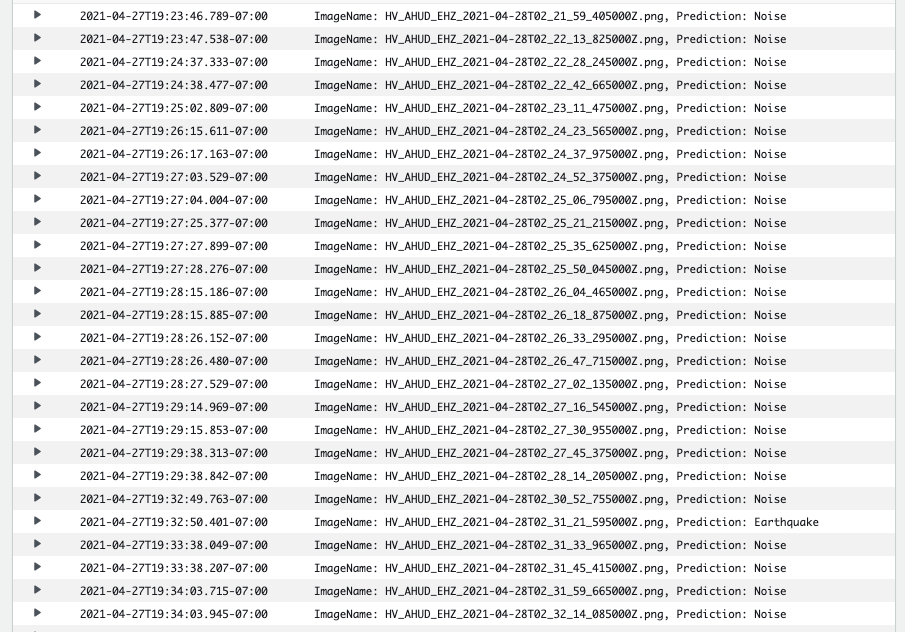 2021-04-27T19:23:46.789-07:00 ImageName: HV_AHUD_EHZ_2021-04-28T02_21_59_405000Z.png, Prediction: Noise
2021-04-27T19:23:47.538-07:00 ImageName: HV_AHUD_EHZ_2021-04-28T02_22_13_825000Z.png, Prediction: Noise
2021-04-27T19:24:37.333-07:00 ImageName: HV_AHUD_EHZ_2021-04-28T02_22_28_245000Z.png, Prediction: Noise
2021-04-27T19:24:38.477-07:00 ImageName: HV_AHUD_EHZ_2021-04-28T02_22_42_665000Z.png, Prediction: Noise
2021-04-27T19:25:02.809-07:00 ImageName: HV_AHUD_EHZ_2021-04-28T02_23_11_475000Z.png, Prediction: Noise
2021-04-27T19:26:15.611-07:00 ImageName: HV_AHUD_EHZ_2021-04-28T02_24_23_565000Z.png, Prediction: Noise
2021-04-27T19:26:17.163-07:00 ImageName: HV_AHUD_EHZ_2021-04-28T02_24_37_975000Z.png, Prediction: Noise
2021-04-27T19:27:03.529-07:00 ImageName: HV_AHUD_EHZ_2021-04-28T02_24_52_375000Z.png, Prediction: Noise
2021-04-27T19:27:04.004-07:00 ImageName: HV_AHUD_EHZ_2021-04-28T02_25_06_795000Z.png, Prediction: Noise
2021-04-27T19:27:25.377-07:00 ImageName: HV_AHUD_EHZ_2021-04-28T02_25_21_215000Z.png, Prediction: Noise
2021-04-27T19:27:27.899-07:00 ImageName: HV_AHUD_EHZ_2021-04-28T02_25_35_625000Z.png, Prediction: Noise
2021-04-27T19:27:28.276-07:00 ImageName: HV_AHUD_EHZ_2021-04-28T02_25_50_045000Z.png, Prediction: Noise
2021-04-27T19:28:15.186-07:00 ImageName: HV_AHUD_EHZ_2021-04-28T02_26_04_465000Z.png, Prediction: Noise
2021-04-27T19:28:15.885-07:00 ImageName: HV_AHUD_EHZ_2021-04-28T02_26_18_875000Z.png, Prediction: Noise
2021-04-27T19:28:26.152-07:00 ImageName: HV_AHUD_EHZ_2021-04-28T02_26_33_295000Z.png, Prediction: Noise
2021-04-27T19:28:26.480-07:00 ImageName: HV_AHUD_EHZ_2021-04-28T02_26_47_715000Z.png, Prediction: Noise
2021-04-27T19:28:27.529-07:00 ImageName: HV_AHUD_EHZ_2021-04-28T02_27_02_135000Z.png, Prediction: Noise
2021-04-27T19:29:14.969-07:00 ImageName: HV_AHUD_EHZ_2021-04-28T02_27_16_545000Z.png, Prediction: Noise
2021-04-27T19:29:15.853-07:00 ImageName: HV_AHUD_EHZ_2021-04-28T02_27_30_955000Z.png, Prediction: Noise
2021-04-27T19:29:38.313-07:00 ImageName: HV_AHUD_EHZ_2021-04-28T02_27_45_375000Z.png, Prediction: Noise
2021-04-27T19:29:38.842-07:00 ImageName: HV_AHUD_EHZ_2021-04-28T02_28_14_205000Z.png, Prediction: Noise
2021-04-27T19:32:49.763-07:00 ImageName: HV_AHUD_EHZ_2021-04-28T02_30_52_755000Z.png, Prediction: Noise
2021-04-27T19:32:50.401-07:00 ImageName: HV_AHUD_EHZ_2021-04-28T02_31_21_595000Z.png, Prediction: Earthquake
2021-04-27T19:33:38.049-07:00 ImageName: HV_AHUD_EHZ_2021-04-28T02_31_33_965000Z.png, Prediction: Noise
2021-04-27T19:33:38.207-07:00 ImageName: HV_AHUD_EHZ_2021-04-28T02_31_45_415000Z.png, Prediction: Noise
2021-04-27T19:34:03.715-07:00 ImageName: HV_AHUD_EHZ_2021-04-28T02_31_59_665000Z.png, Prediction: Noise
2021-04-27T19:34:03.945-07:00 ImageName: HV_AHUD_EHZ_2021-04-28T02_32_14_085000Z.png, Prediction: Noise